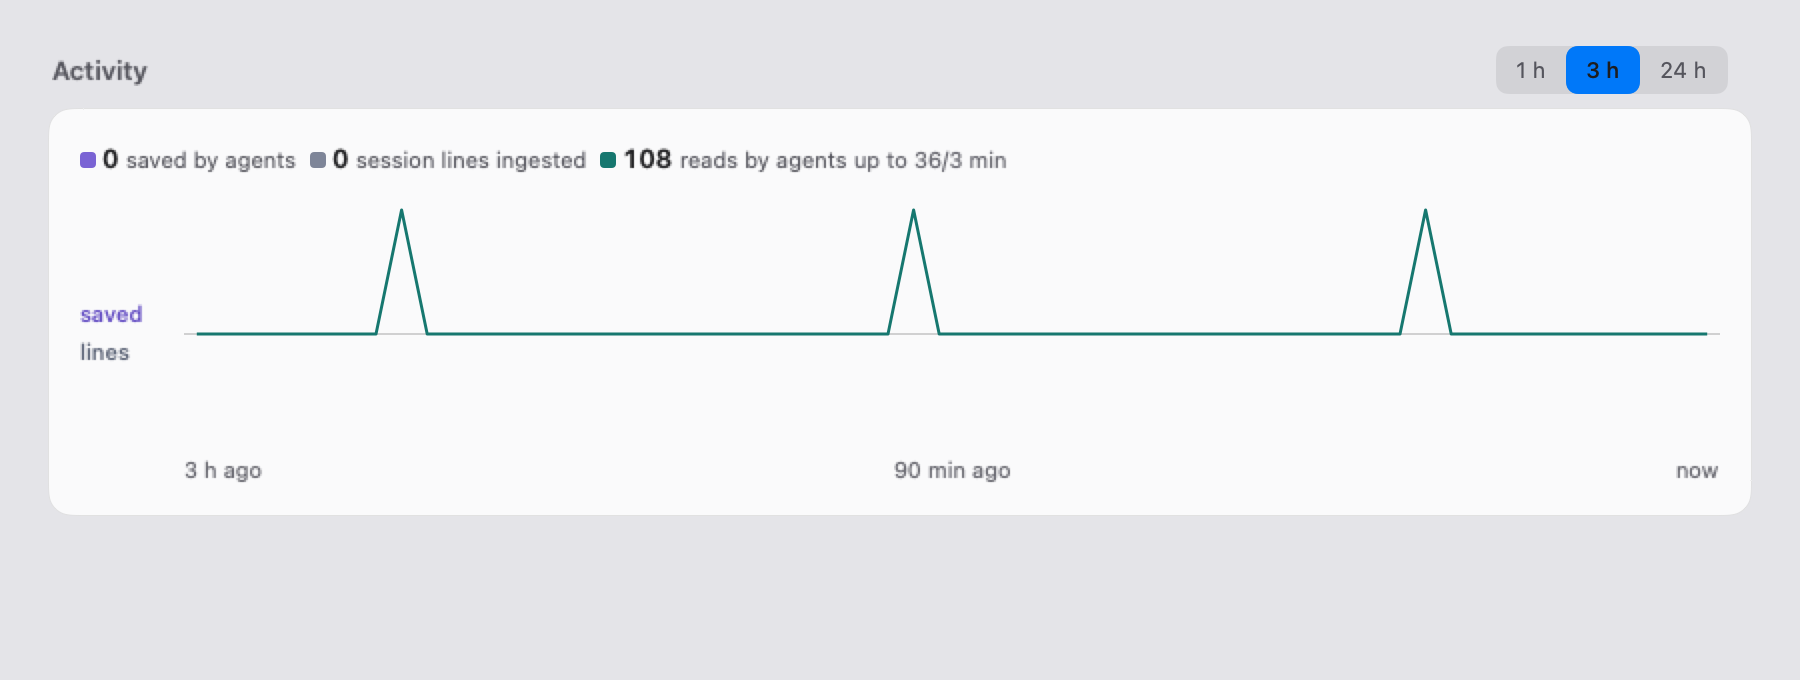 Activity
1 h 3 h 24 h
0 saved by agents 0 session lines ingested 108 reads by agents up to 36/3 min
saved
lines
3 h ago 90 min ago now